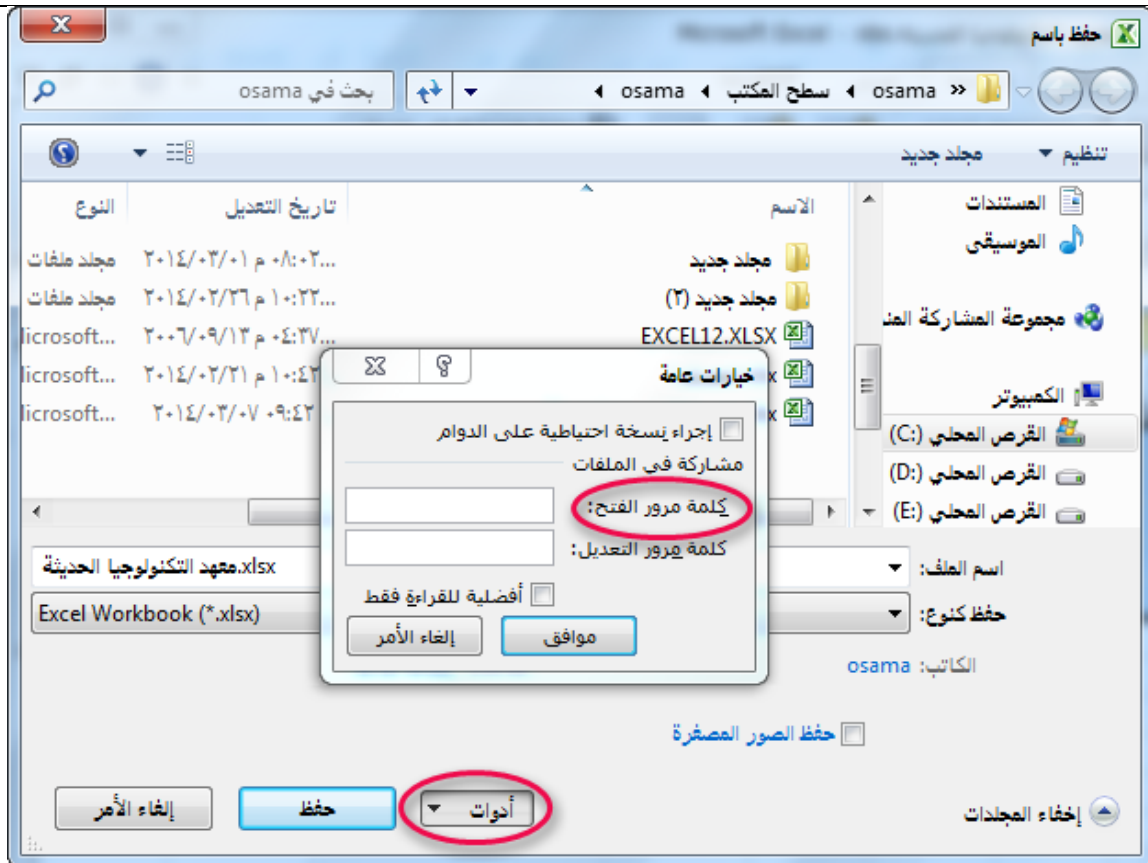 حفظ باسم
osama « سطح المكتب ◂ osama ◂
بحث في osama
تنظيم ▾ مجلد جديد
المستندات
الموسيقى
مجموعة المشاركة المنز
الكمبيوتر
القرص المحلي (C:)
القرص المحلي (D:)
القرص المحلي (E:)
الاسم تاريخ التعديل النوع
مجلد جديد ٠٨:٠٢ م ٢٠١٤/٠٣/٠١... مجلد ملفات
مجلد جديد (٢) ١٠:٢٢ م ٢٠١٤/٠٢/٢٦... مجلد ملفات
EXCEL12.XLSX ٠٤:٣٧ م ٢٠٠٦/٠٩/١٣... licrosoft...
x ١٠:٤٢ م ٢٠١٤/٠٢/٢١ licrosoft...
x ٠٩:٤٢ ٢٠١٤/٠٣/٠٧ licrosoft...
خيارات عامة
إجراء نسخة احتياطية على الدوام
مشاركة في الملفات
كلمة مرور الفتح:
كلمة مرور التعديل:
أفضلية للقراءة فقط
موافق إلغاء الأمر
اسم الملف: معهد التكنولوجيا الحديثة.xlsx
حفظ كنوع: Excel Workbook (*.xlsx)
الكاتب: osama
حفظ الصور المصغرة
إخفاء المجلدات
أدوات حفظ إلغاء الأمر